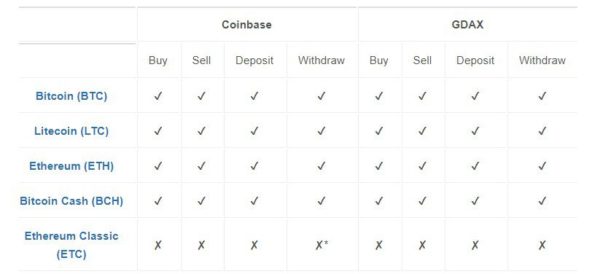 Coinbase GDAX
Buy Sell Deposit Withdraw Buy Sell Deposit Withdraw
Bitcoin (BTC) ✓ ✓ ✓ ✓ ✓ ✓ ✓ ✓
Litecoin (LTC) ✓ ✓ ✓ ✓ ✓ ✓ ✓ ✓
Ethereum (ETH) ✓ ✓ ✓ ✓ ✓ ✓ ✓ ✓
Bitcoin Cash (BCH) ✓ ✓ ✓ ✓ ✓ ✓ ✓ ✓
Ethereum Classic
(ETC) ✗ ✗ ✗ ✗* ✗ ✗ ✗ ✗